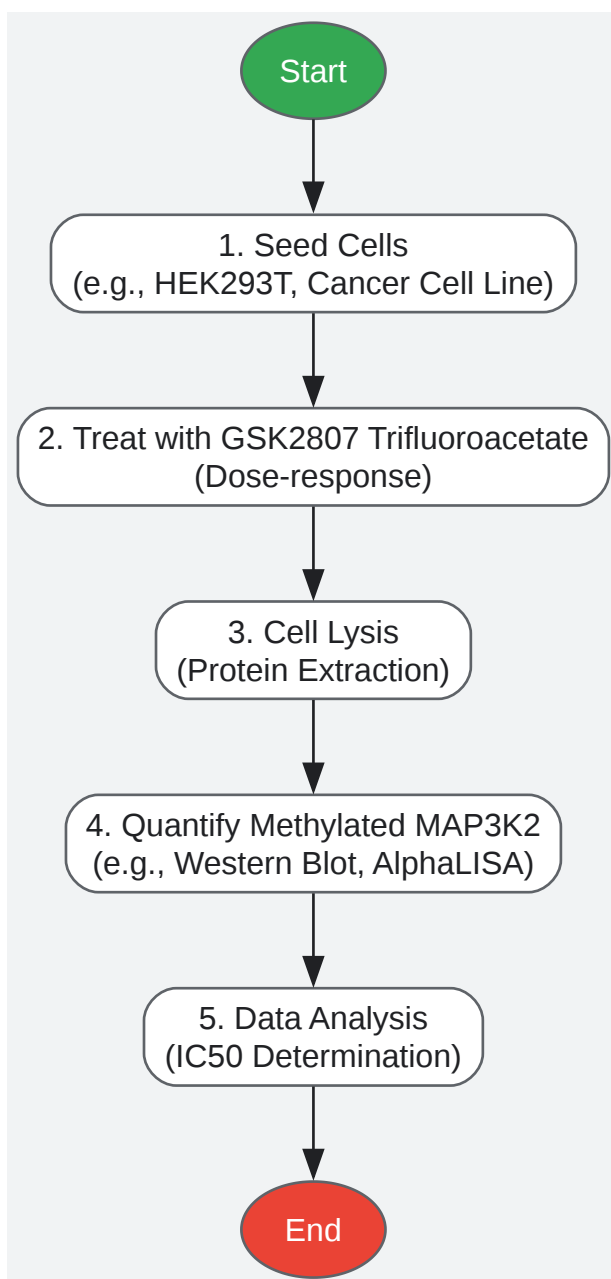 Start
1. Seed Cells
(e.g., HEK293T, Cancer Cell Line)
2. Treat with GSK2807 Trifluoroacetate
(Dose-response)
3. Cell Lysis
(Protein Extraction)
4. Quantify Methylated MAP3K2
(e.g., Western Blot, AlphaLISA)
5. Data Analysis
(IC50 Determination)
End